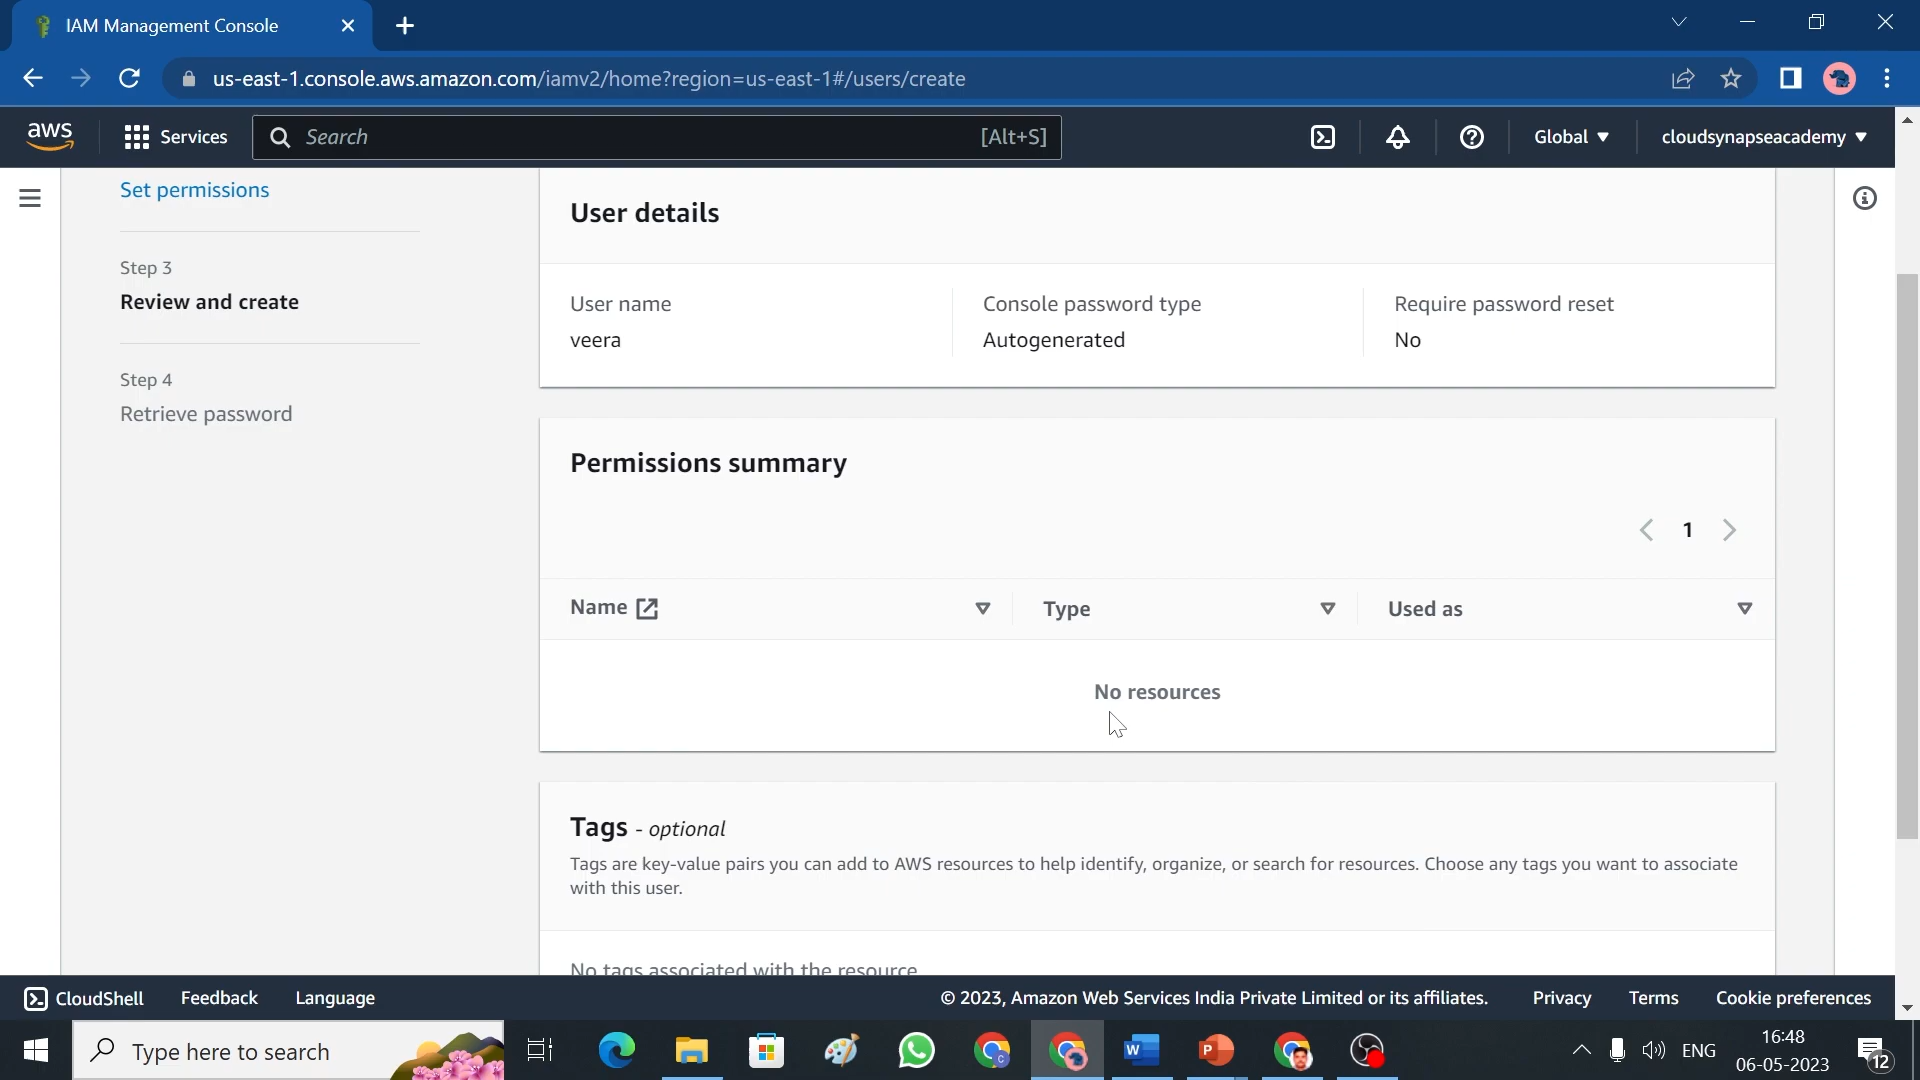 IAM Management Console
us-east-1.console.aws.amazon.com/iamv2/home?region=us-east-1#/users/create
aws
Services
Search
[Alt+S]
Global
cloudsynapseacademy
Set permissions
Step 3
Review and create
Step 4
Retrieve password
User details
User name
veera
Console password type
Autogenerated
Require password reset
No
Permissions summary
1
Name
Type
Used as
No resources
Tags - optional
Tags are key-value pairs you can add to AWS resources to help identify, organize, or search for resources. Choose any tags you want to associate
with this user.
No tags associated with the resource
CloudShell
Feedback
Language
© 2023, Amazon Web Services India Private Limited or its affiliates.
Privacy
Terms
Cookie preferences
Type here to search
ENG
16:48
06-05-2023
12